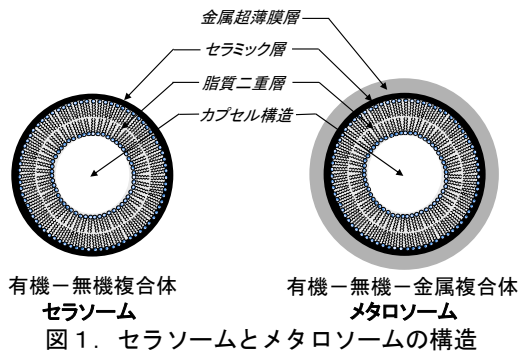 金属超薄膜層
セラミック層
脂質二重層
カプセル構造
有機－無機複合体
セラソーム
有機－無機－金属複合体
メタロソーム
図１．セラソームとメタロソームの構造